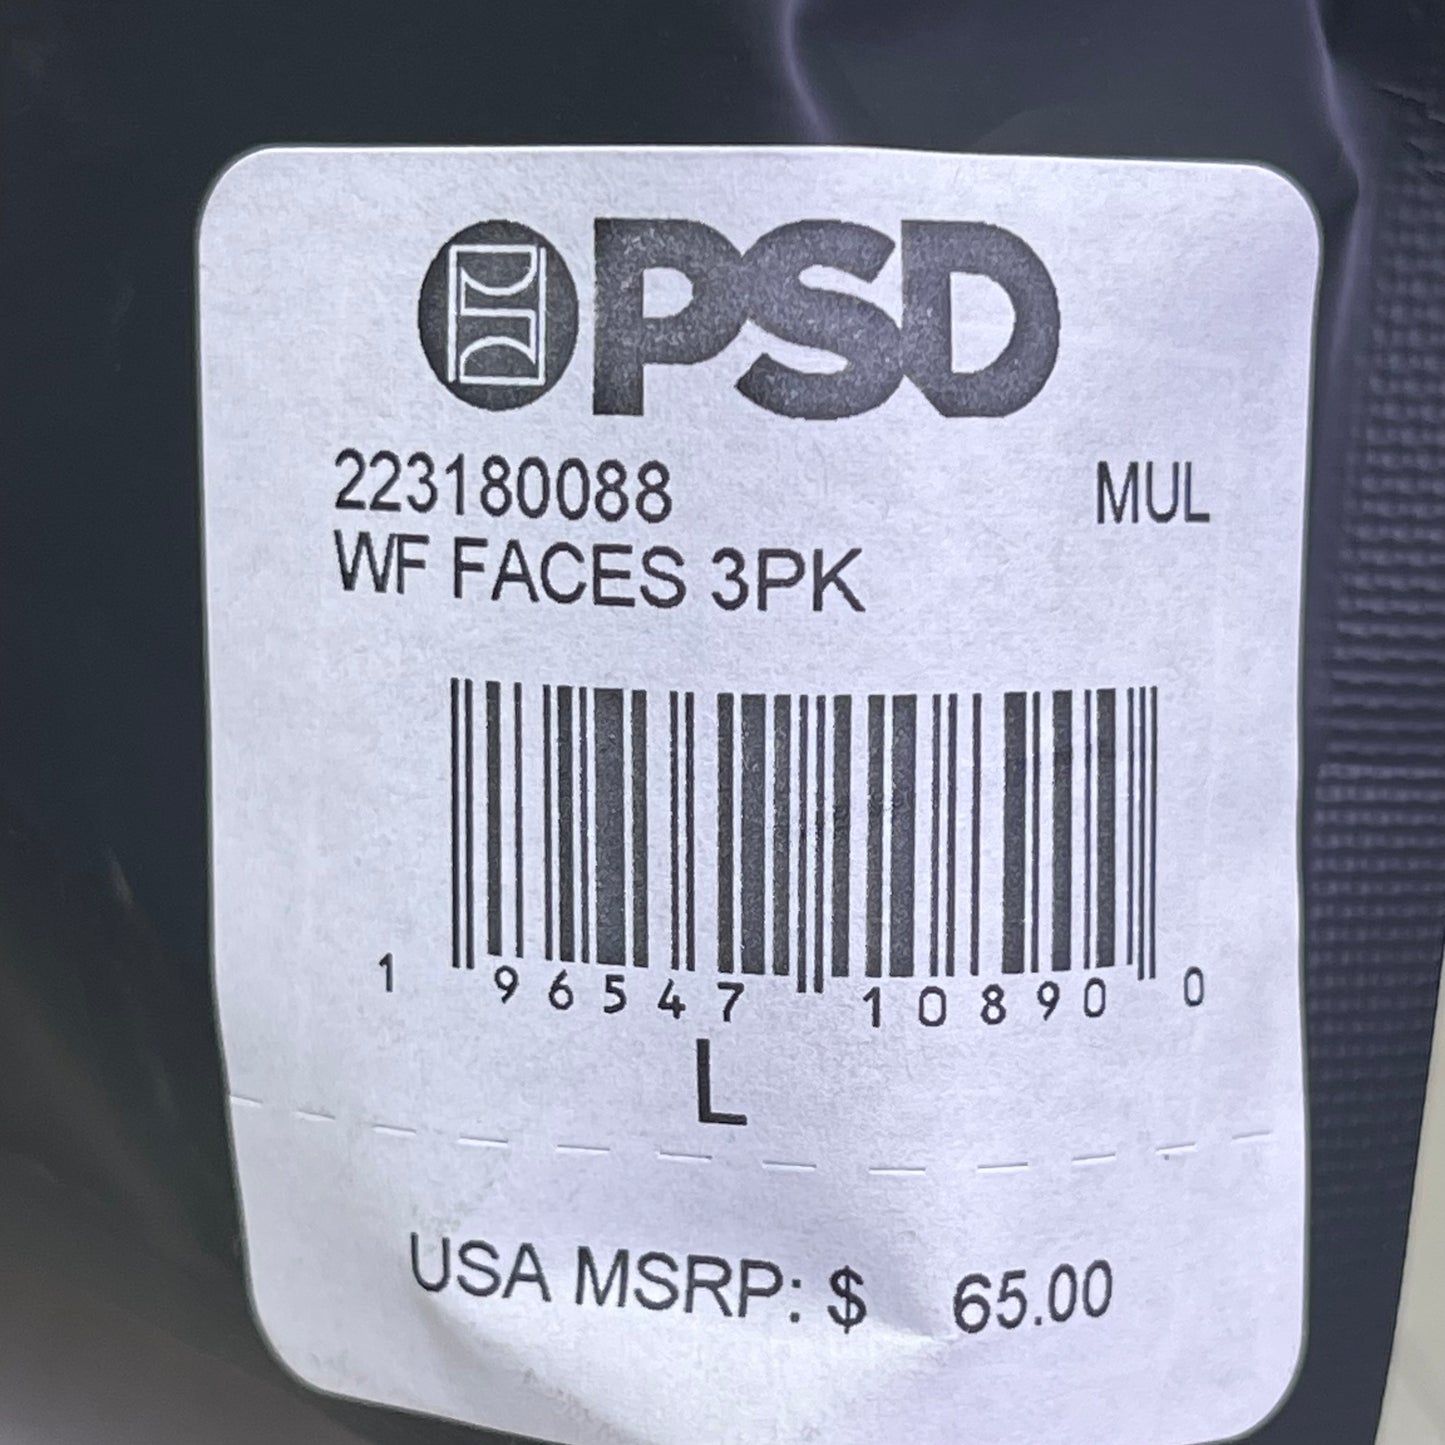 PSD
223180088 MUL
WF FACES 3PK
1 96547 10890 0
L
USA MSRP: $ 65.00